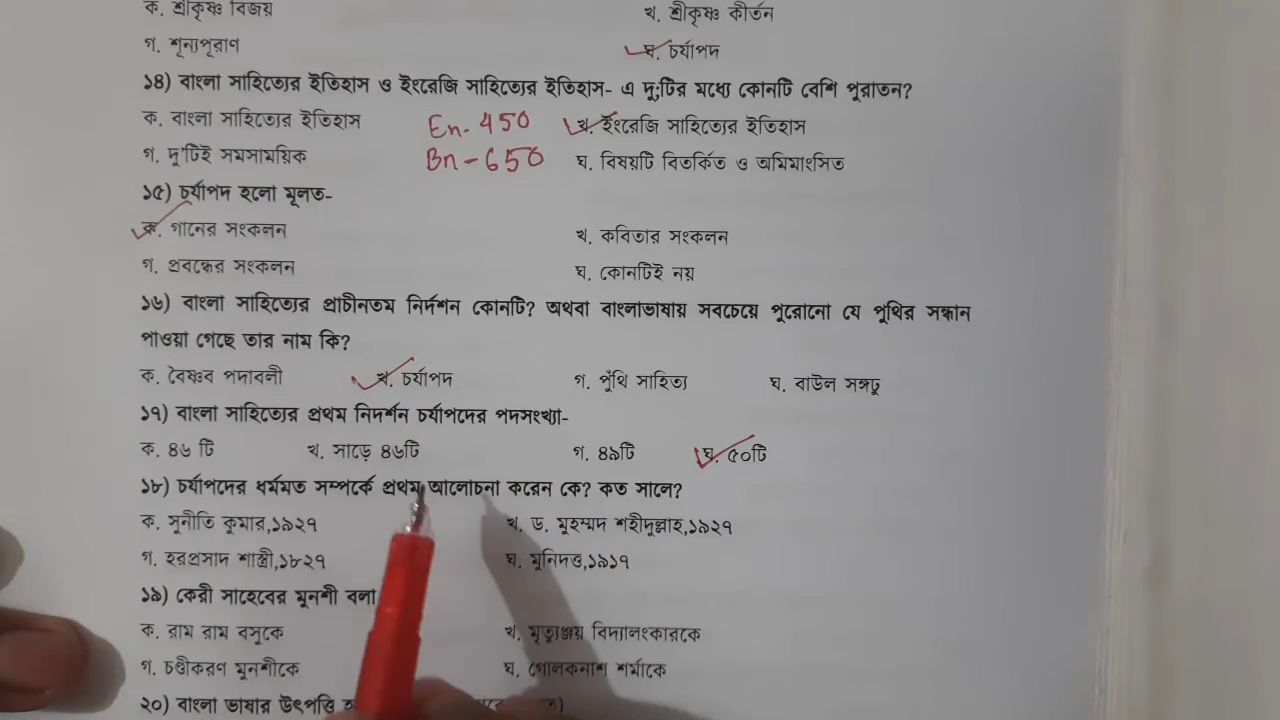 ক. শ্রীকৃষ্ণ বিজয় খ. শ্রীকৃষ্ণ কীর্তন
গ. শূন্যপূরাণ ঘ. চর্যাপদ
১৪) বাংলা সাহিত্যের ইতিহাস ও ইংরেজি সাহিত্যের ইতিহাস- এ দু;টির মধ্যে কোনটি বেশি পুরাতন?
ক. বাংলা সাহিত্যের ইতিহাস En- 450 খ. ইংরেজি সাহিত্যের ইতিহাস
গ. দু'টিই সমসাময়িক Bn - 650 ঘ. বিষয়টি বিতর্কিত ও অমিমাংসিত
১৫) চর্যাপদ হলো মূলত-
ক. গানের সংকলন খ. কবিতার সংকলন
গ. প্রবন্ধের সংকলন ঘ. কোনটিই নয়
১৬) বাংলা সাহিত্যের প্রাচীনতম নির্দশন কোনটি? অথবা বাংলাভাষায় সবচেয়ে পুরোনো যে পুথির সন্ধান
পাওয়া গেছে তার নাম কি?
ক. বৈষ্ণব পদাবলী খ. চর্যাপদ গ. পুঁথি সাহিত্য ঘ. বাউল সঙ্গঢ়
১৭) বাংলা সাহিত্যের প্রথম নিদর্শন চর্যাপদের পদসংখ্যা-
ক. ৪৬ টি খ. সাড়ে ৪৬টি গ. ৪৯টি ঘ. ৫০টি
১৮) চর্যাপদের ধর্মমত সম্পর্কে প্রথম আলোচনা করেন কে? কত সালে?
ক. সুনীতি কুমার,১৯২৭ খ. ড. মুহম্মদ শহীদুল্লাহ,১৯২৭
গ. হরপ্রসাদ শাস্ত্রী,১৮২৭ ঘ. মুনিদত্ত,১৯১৭
১৯) কেরী সাহেবের মুনশী বলা
ক. রাম রাম বসুকে খ. মৃত্যুঞ্জয় বিদ্যালংকারকে
গ. চণ্ডীকরণ মুনশীকে ঘ. গোলকনাশ শর্মাকে
২০) বাংলা ভাষার উৎপত্তি